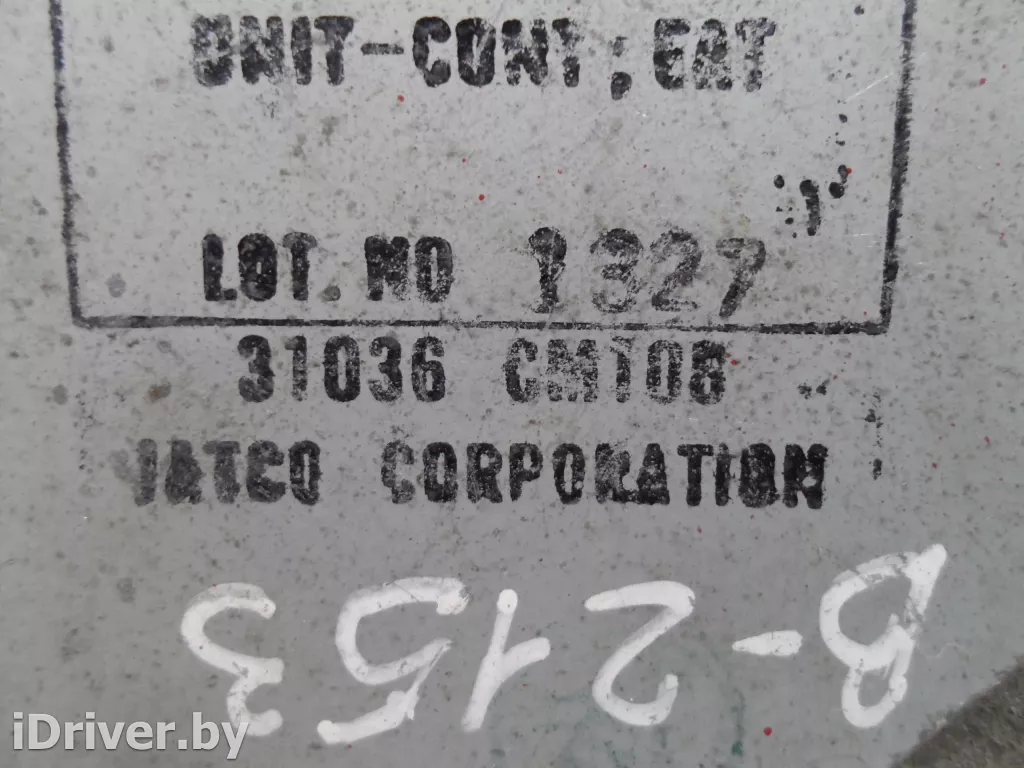 UNIT-CONT;EAT
LOT.NO 1327
31036 CM10B
JATCO CORPORATION
B-2153
iDriver.by